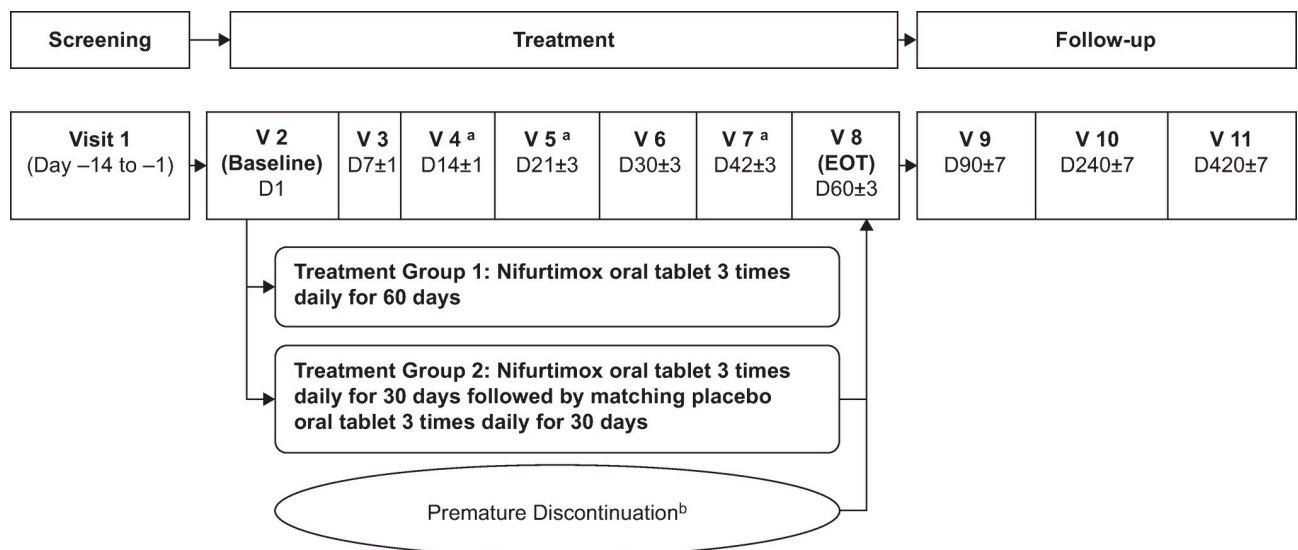 Screening
Treatment
Follow-up
Visit 1
(Day –14 to –1)
V 2
(Baseline)
D1
V 3
D7±1
V 4 a
D14±1
V 5 a
D21±3
V 6
D30±3
V 7 a
D42±3
V 8
(EOT)
D60±3
V 9
D90±7
V 10
D240±7
V 11
D420±7
Treatment Group 1: Nifurtimox oral tablet 3 times
daily for 60 days
Treatment Group 2: Nifurtimox oral tablet 3 times
daily for 30 days followed by matching placebo
oral tablet 3 times daily for 30 days
Premature Discontinuationb